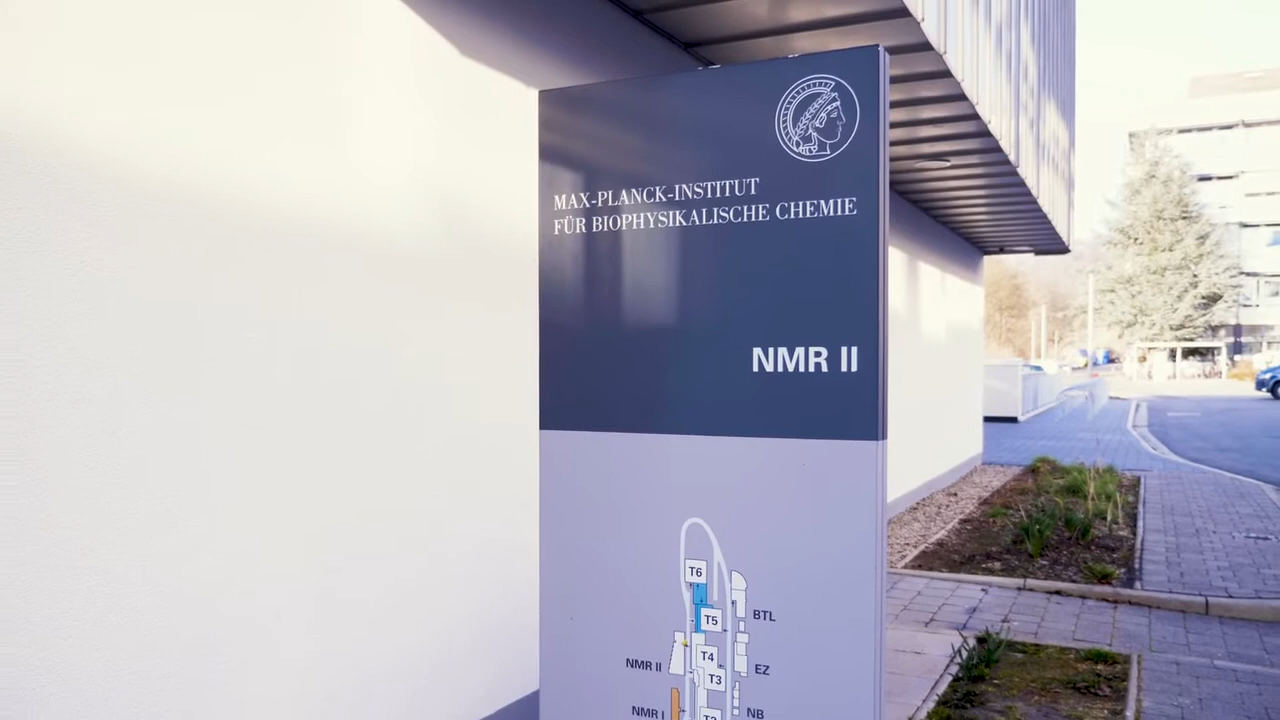 MAX-PLANCK-INSTITUT
FÜR BIOPHYSIKALISCHE CHEMIE
NMR II
T6
T5
BTL
T4
NMR II
EZ
T3
NMR I
NB